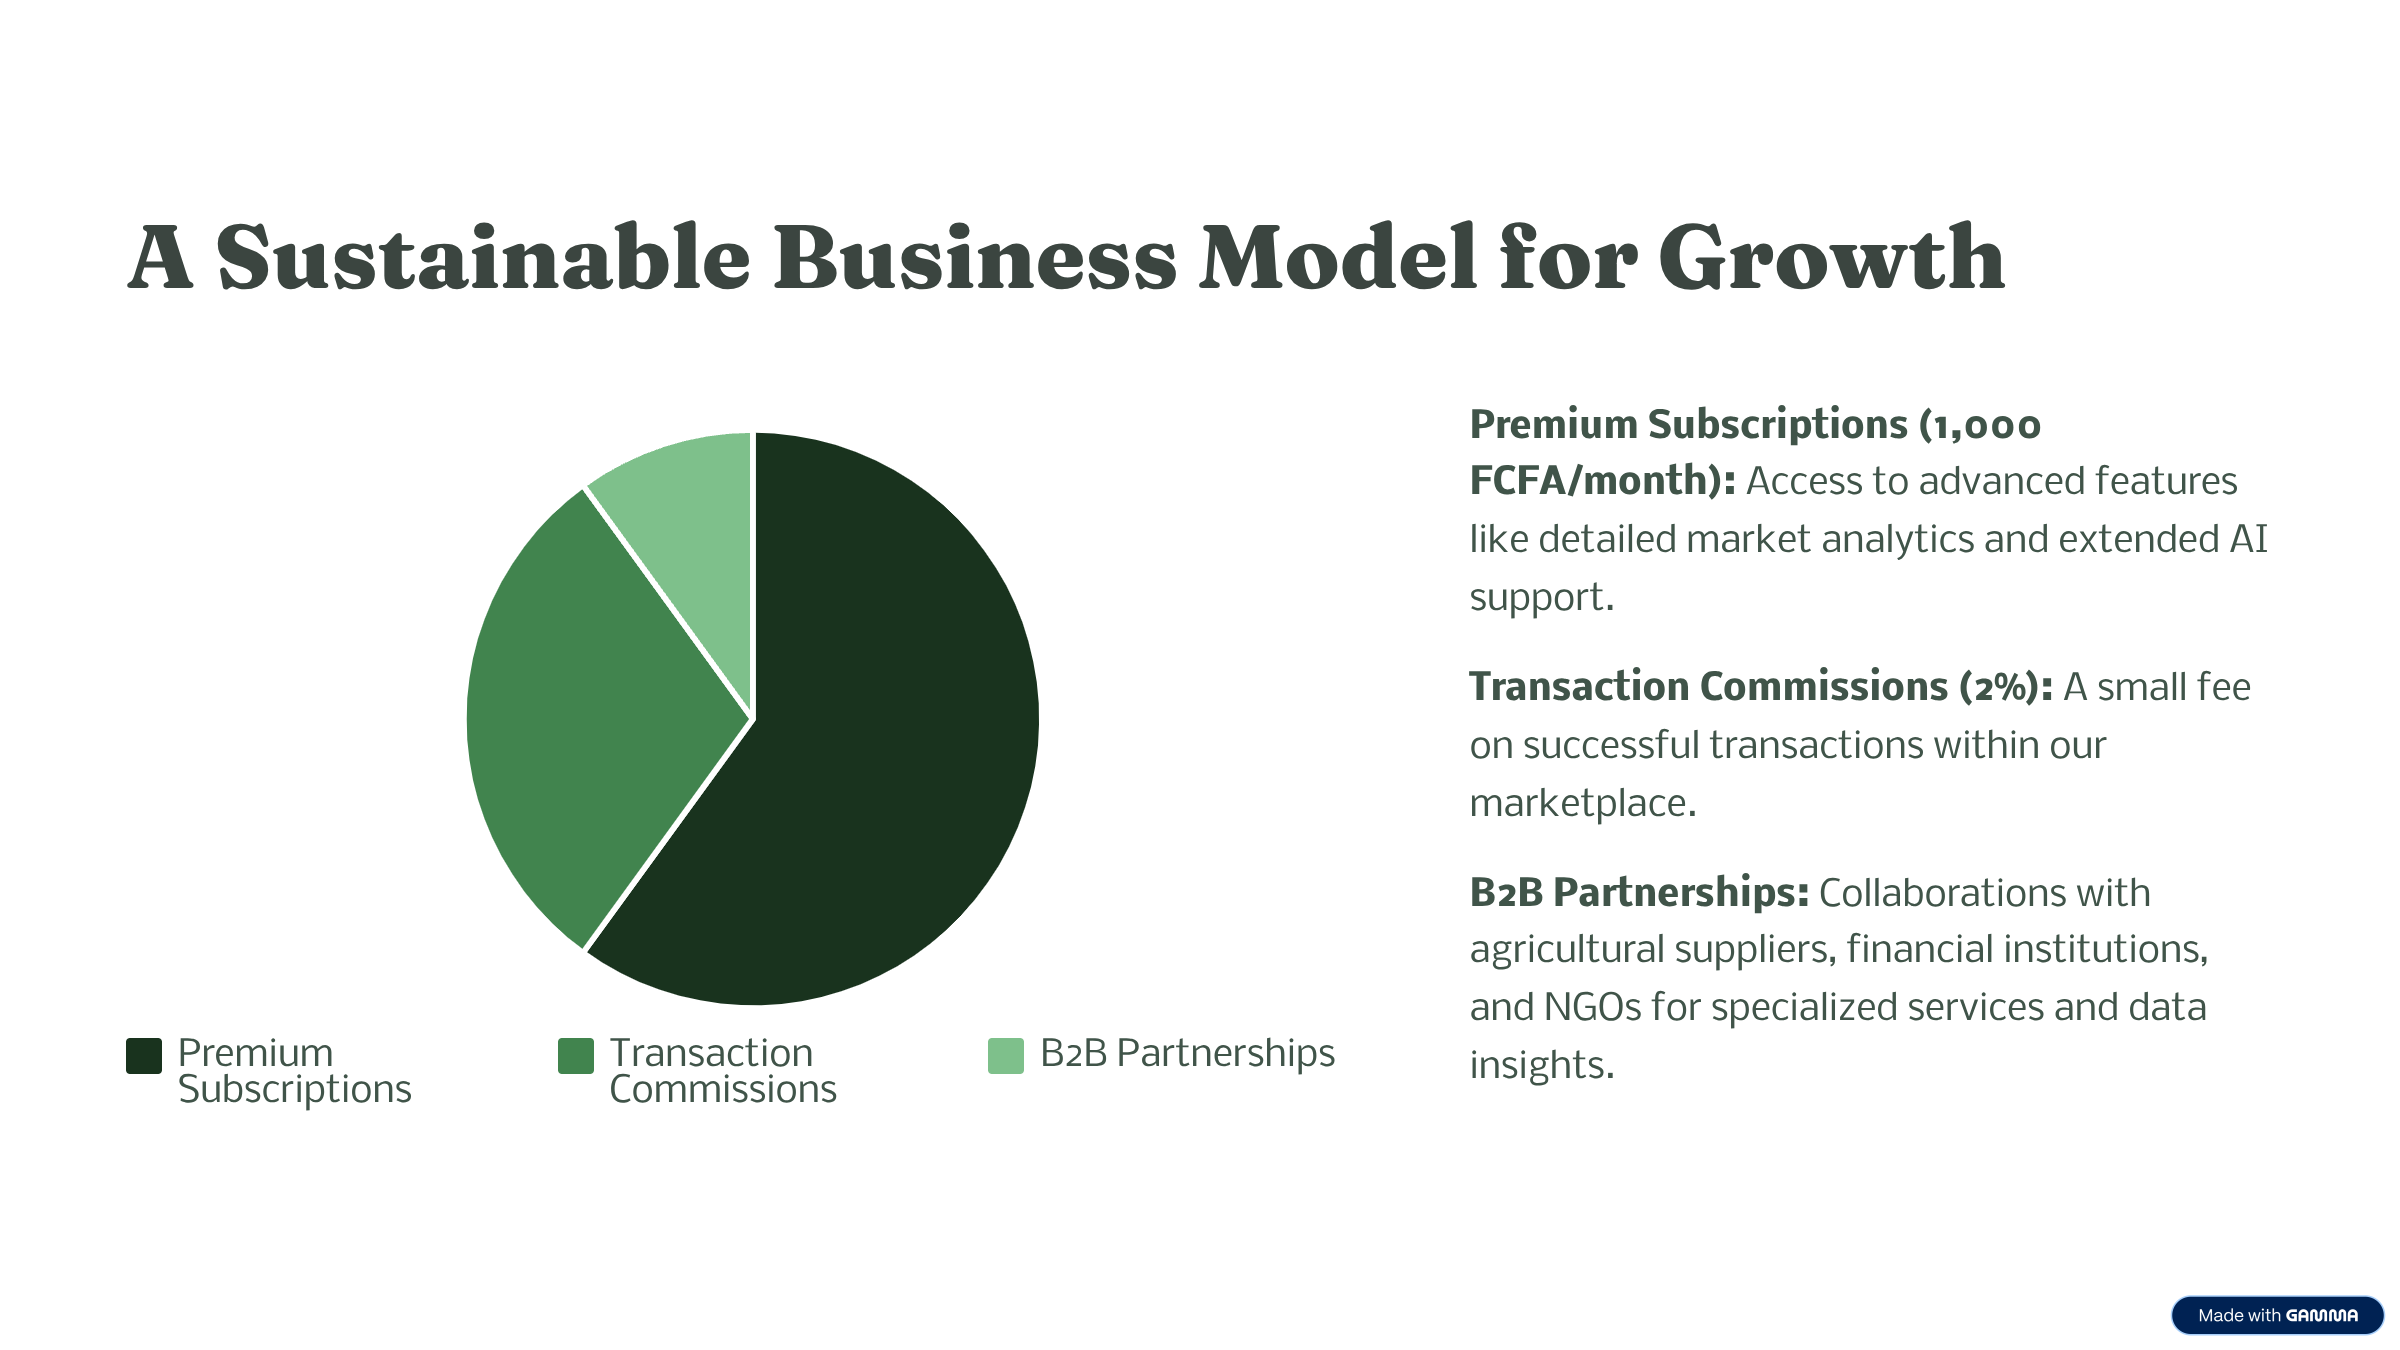 A Sustainable Business Model for Growth
Premium
Subscriptions
Transaction
Commissions
B2B Partnerships
Premium Subscriptions (1,000
FCFA/month): Access to advanced features
like detailed market analytics and extended AI
support.
Transaction Commissions (2%): A small fee
on successful transactions within our
marketplace.
B2B Partnerships: Collaborations with
agricultural suppliers, financial institutions,
and NGOs for specialized services and data
insights.
Made with GAMMA